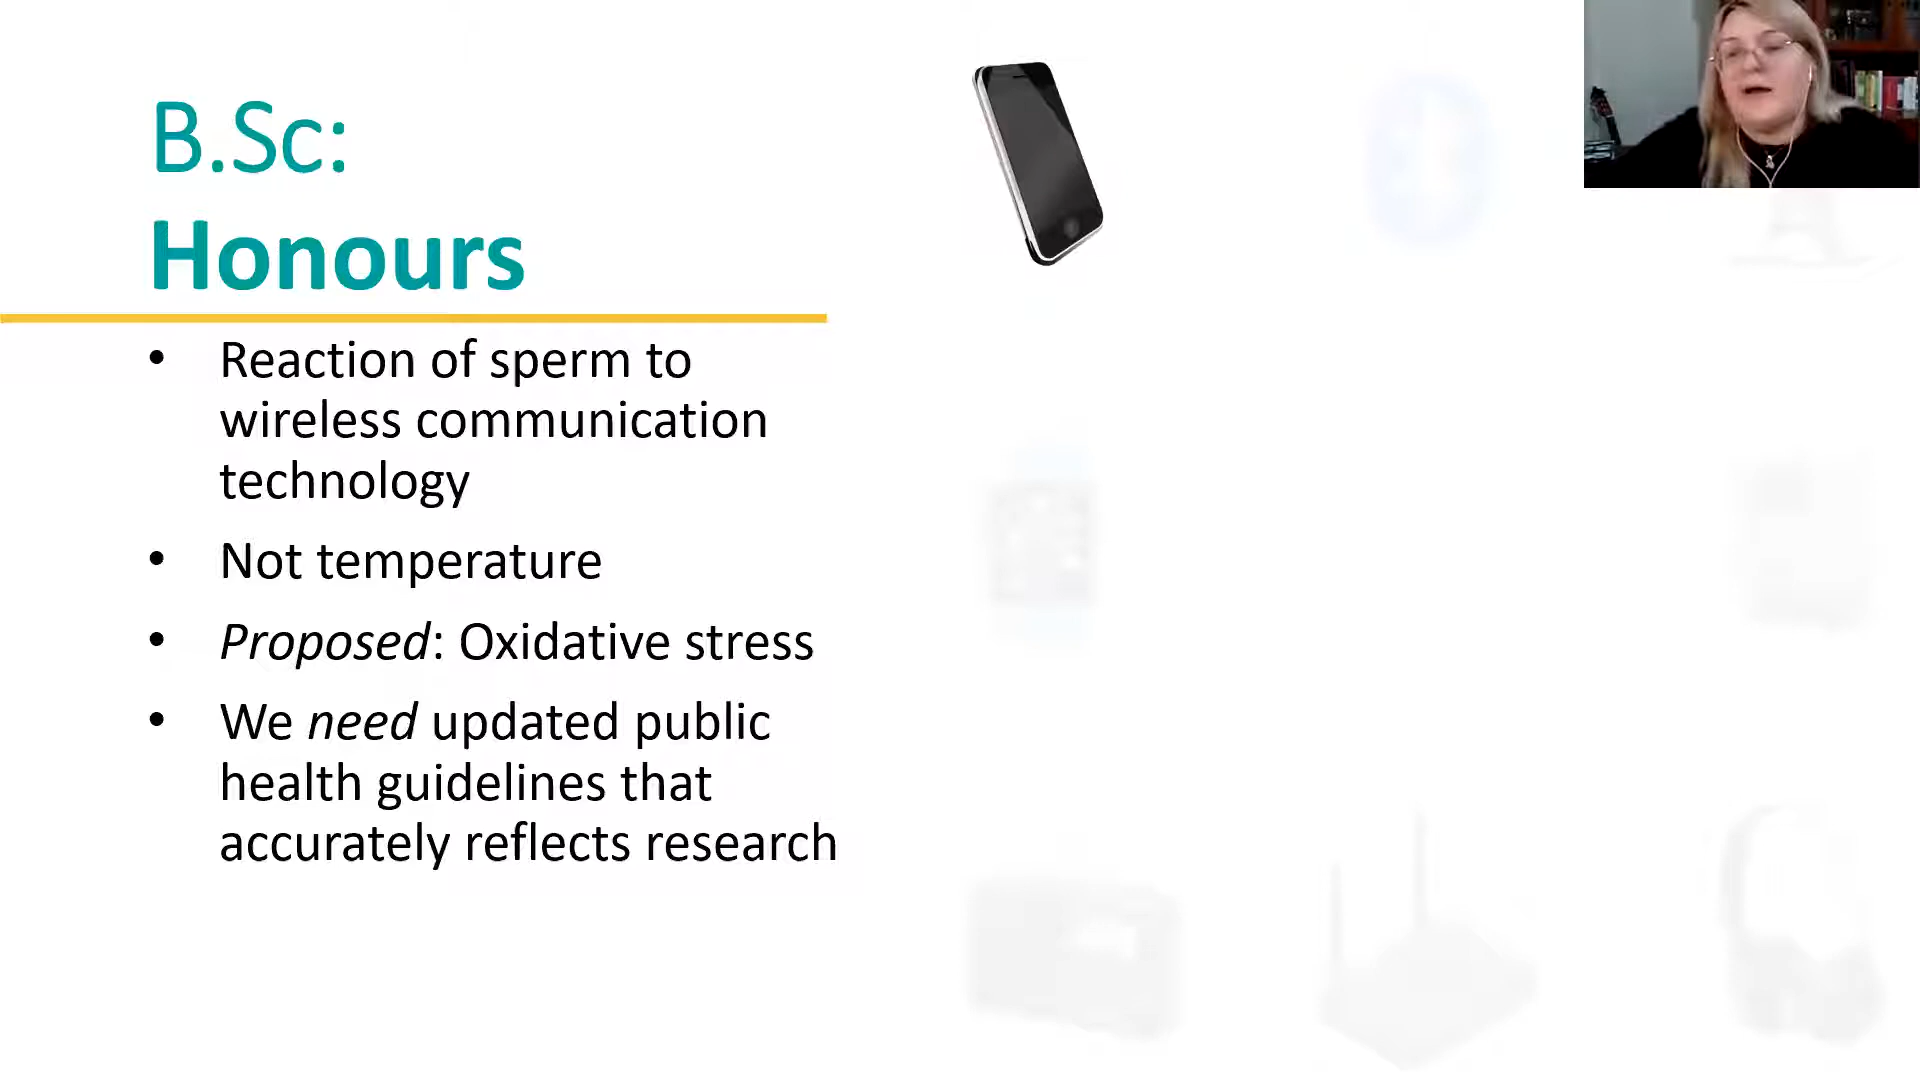 B.Sc:
Honours
• Reaction of sperm to
wireless communication
technology
• Not temperature
• Proposed: Oxidative stress
• We need updated public
health guidelines that
accurately reflects research